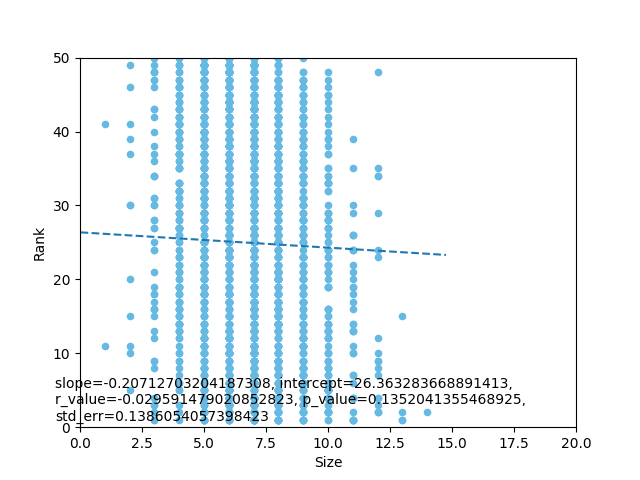 50
40
30
20
10
0
Rank
slope=-0.20712703204187308, intercept=26.363283668891413,
r_value=-0.029591479020852823, p_value=0.1352041355468925,
std_err=0.1386054057398423
0.0 2.5 5.0 7.5 10.0 12.5 15.0 17.5 20.0
Size